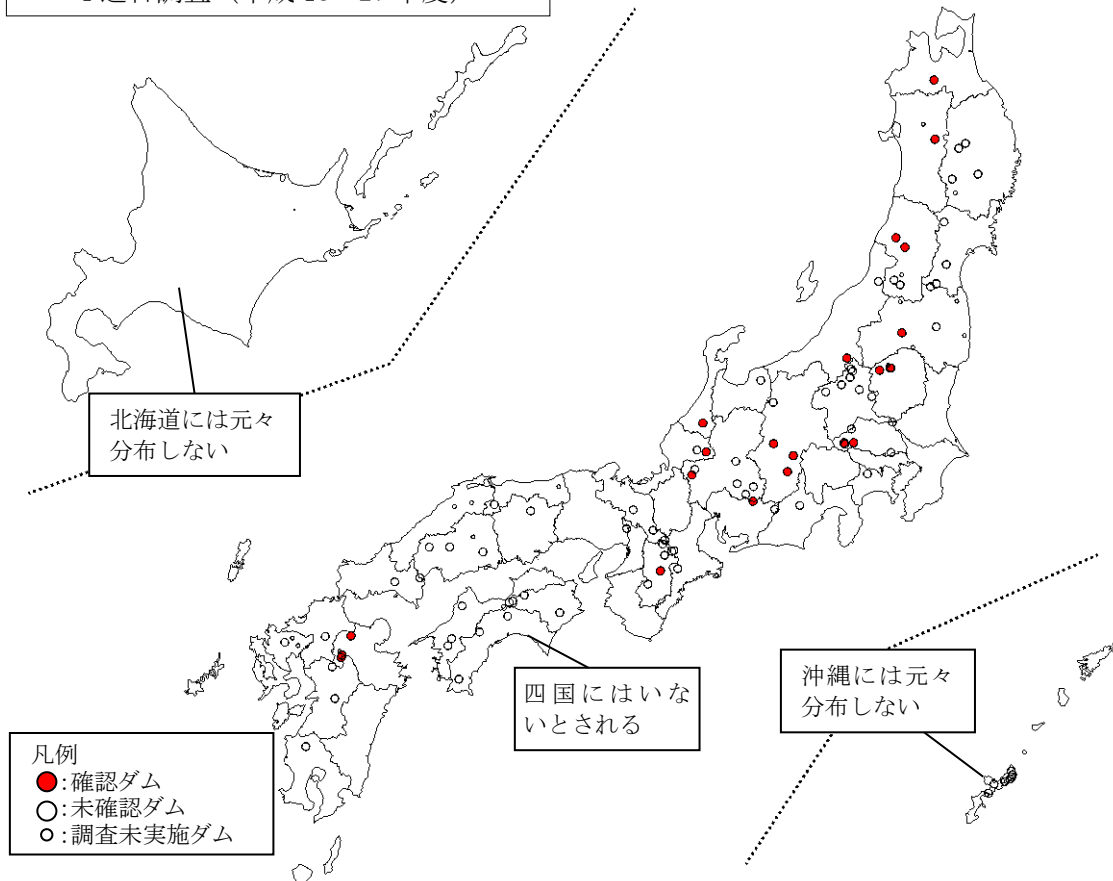 北海道には元々
分布しない
四国にはいな
いとされる
沖縄には元々
分布しない
凡例
:確認ダム
:未確認ダム
:調査未実施ダム